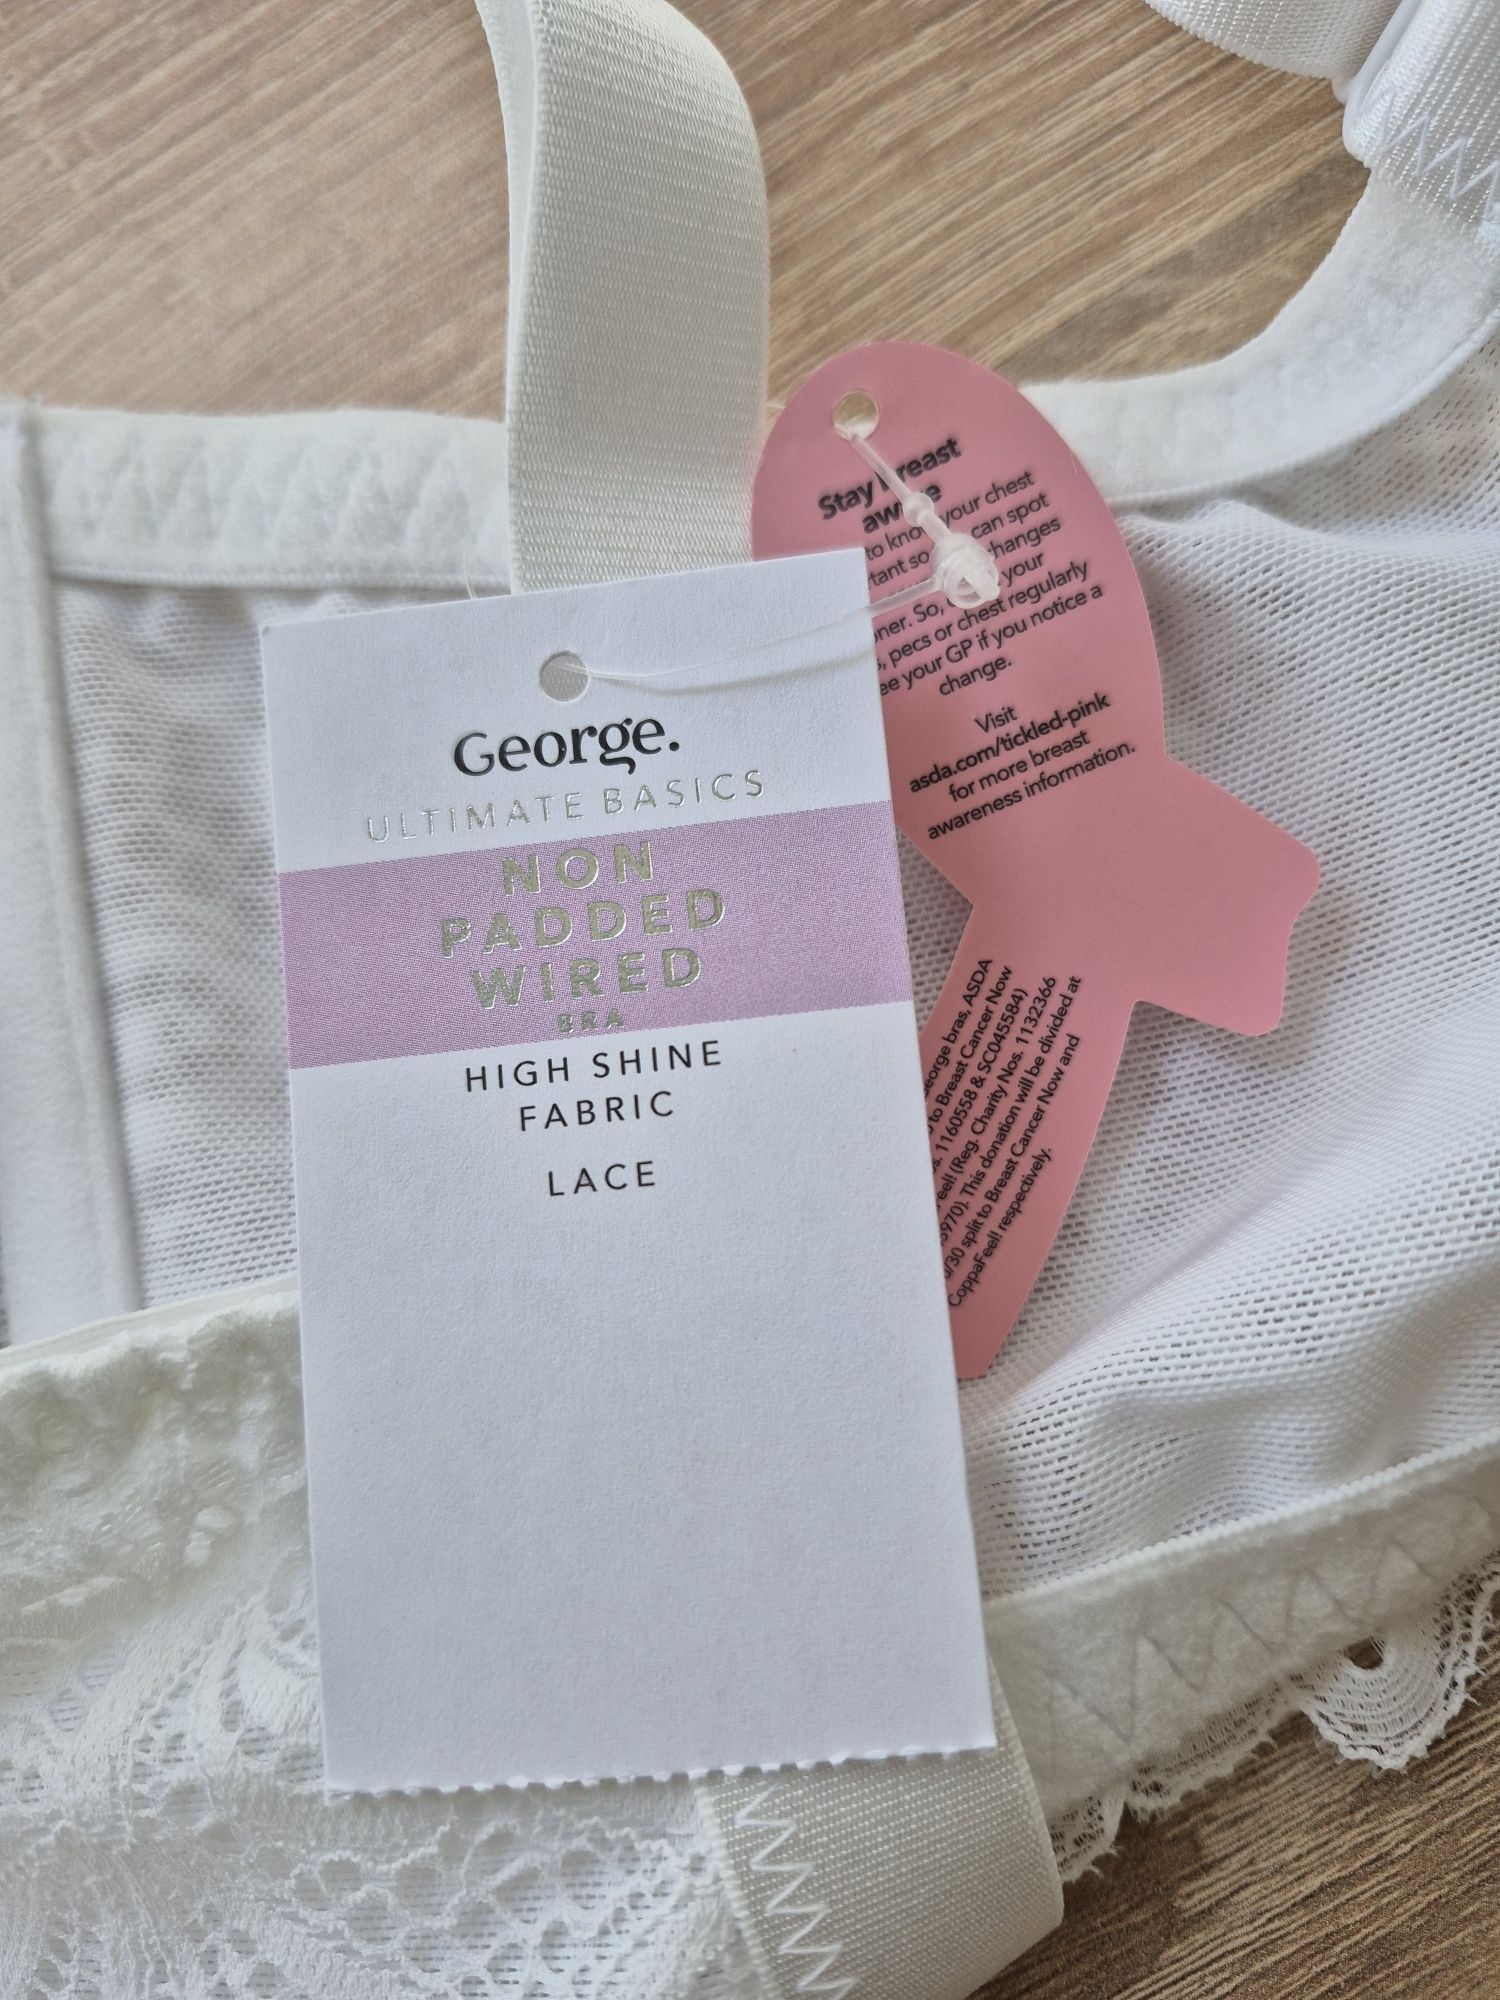 George.
ULTIMATE BASICS
NON
PADDED
WIRED
BRA
HIGH SHINE
FABRIC
LACE
Stay breast
aware
to know your chest
so can spot
changes
your
So, chest regularly
pecs or
your GP if you notice a
change.
Visit
asda.com/tickled-pink
for more breast
awareness information.
George bras, ASDA
to Breast Cancer Now
1160558 & SC045584)
(Reg. Charity Nos. 1132366
This donation will be divided at
split to Breast Cancer Now and
CoppaFeel! respectively.